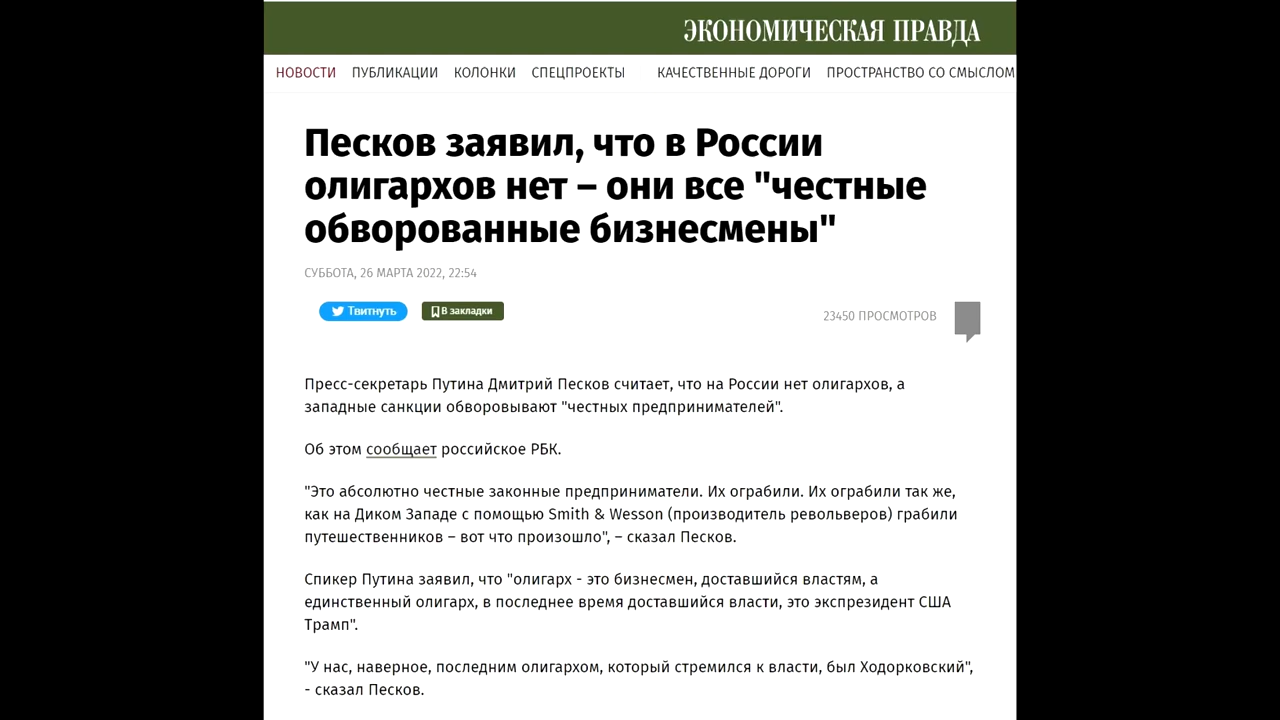 ЭКОНОМИЧЕСКАЯ ПРАВДА
НОВОСТИ ПУБЛИКАЦИИ КОЛОНКИ СПЕЦПРОЕКТЫ КАЧЕСТВЕННЫЕ ДОРОГИ ПРОСТРАНСТВО СО СМЫСЛОМ
Песков заявил, что в России
олигархов нет – они все "честные
обворованные бизнесмены"
СУББОТА, 26 МАРТА 2022, 22:54
Твитнуть В закладки 23450 ПРОСМОТРОВ
Пресс-секретарь Путина Дмитрий Песков считает, что на России нет олигархов, а
западные санкции обворовывают "честных предпринимателей".
Об этом сообщает российское РБК.
"Это абсолютно честные законные предприниматели. Их ограбили. Их ограбили так же,
как на Диком Западе с помощью Smith & Wesson (производитель револьверов) грабили
путешественников – вот что произошло", – сказал Песков.
Спикер Путина заявил, что "олигарх - это бизнесмен, доставшийся властям, а
единственный олигарх, в последнее время доставшийся власти, это экспрезидент США
Трамп".
"У нас, наверное, последним олигархом, который стремился к власти, был Ходорковский",
- сказал Песков.